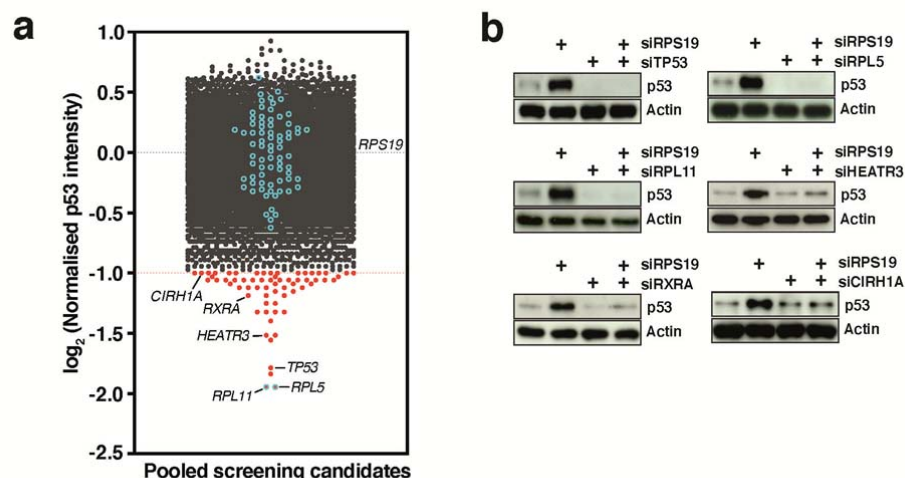 a
log2 (Normalised p53 intensity)
1.0
0.5
0.0
-0.5
-1.0
-1.5
-2.0
-2.5
RPS19
CIRH1A
RXRA
HEATR3
TP53
RPL11
RPL5
Pooled screening candidates
b
+ + siRPS19
+ + siTP53
p53
Actin
+ + siRPS19
+ + siRPL5
p53
Actin
+ + siRPS19
+ + siRPL11
p53
Actin
+ + siRPS19
+ + siHEATR3
p53
Actin
+ + siRPS19
+ + siRXRA
p53
Actin
+ + siRPS19
+ + siCIRH1A
p53
Actin